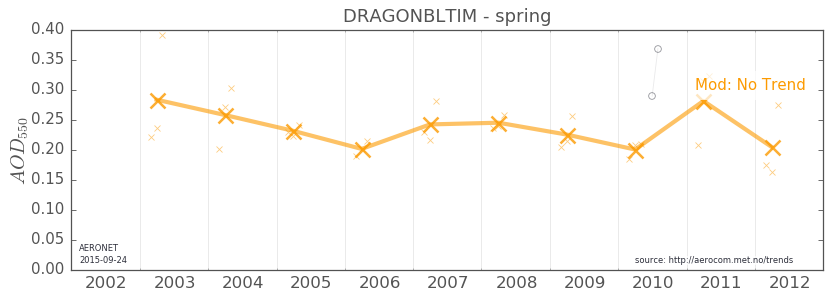 DRAGONBLTIM - spring
0.40
0.35
0.30
0.25
0.20
0.15
0.10
0.05
0.00
AOD550
Mod: No Trend
AERONET
2015-09-24
source: http://aerocom.met.no/trends
2002 2003 2004 2005 2006 2007 2008 2009 2010 2011 2012